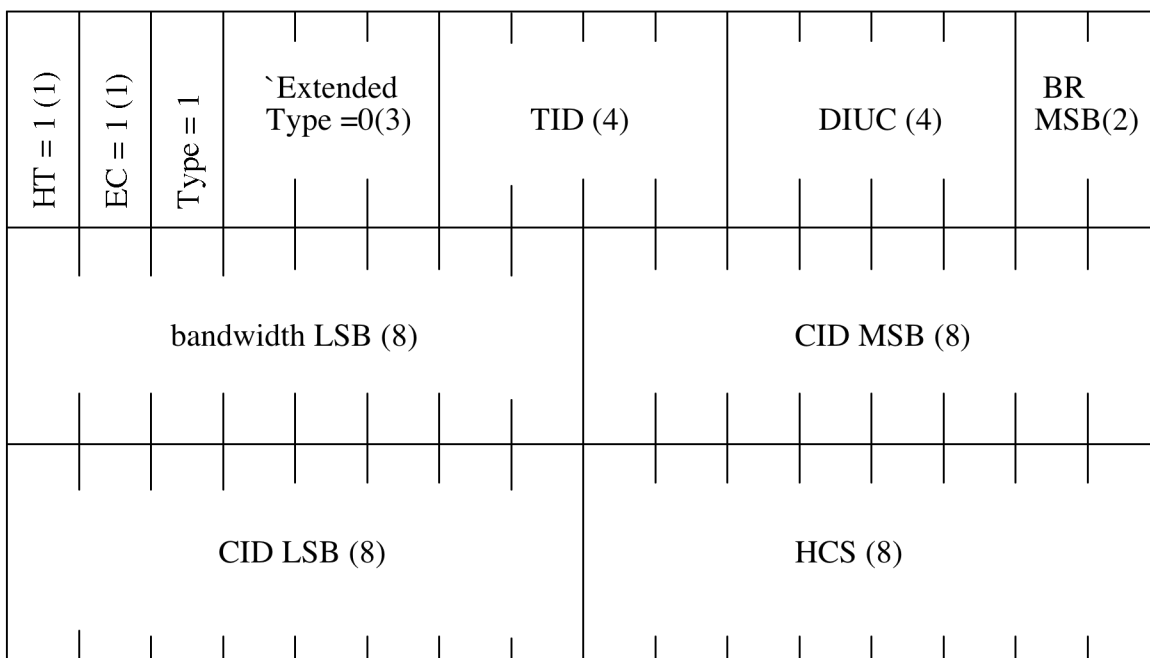 HT = 1 (1)
EC = 1 (1)
Type = 1
`Extended
Type =0(3)
TID (4)
DIUC (4)
BR
MSB(2)
bandwidth LSB (8)
CID MSB (8)
CID LSB (8)
HCS (8)